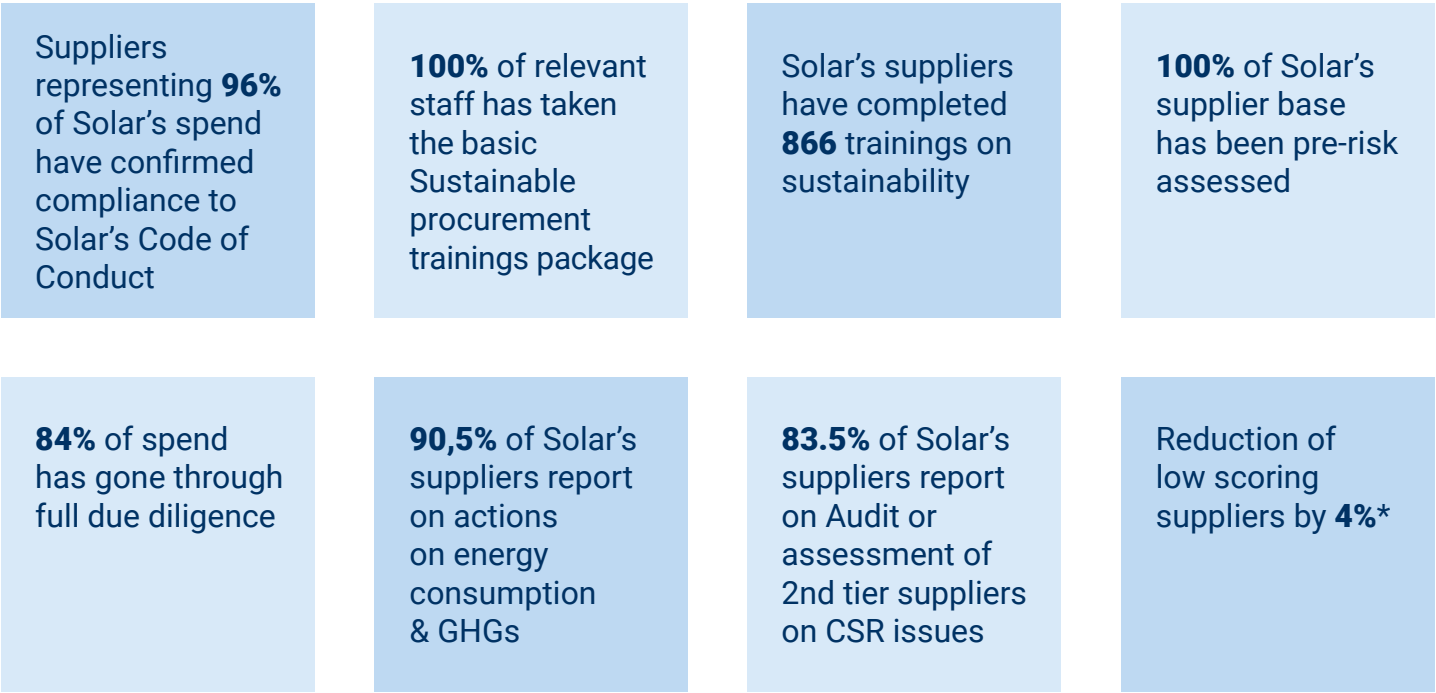 Suppliers
representing 96%
of Solar’s spend
have confirmed
compliance to
Solar’s Code of
Conduct
100% of relevant
staff has taken
the basic
Sustainable
procurement
trainings package
Solar’s suppliers
have completed
866 trainings on
sustainability
100% of Solar’s
supplier base
has been pre-risk
assessed
84% of spend
has gone through
full due diligence
90,5% of Solar’s
suppliers report
on actions
on energy
consumption
& GHGs
83.5% of Solar’s
suppliers report
on Audit or
assessment of
2nd tier suppliers
on CSR issues
Reduction of
low scoring
suppliers by 4%*